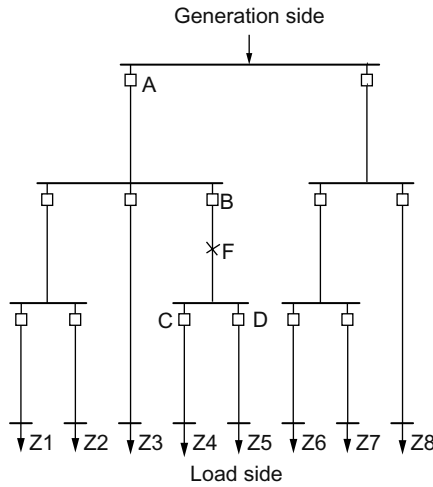 Generation side
A
B
F
C D
Z1 Z2 Z3 Z4 Z5 Z6 Z7 Z8
Load side